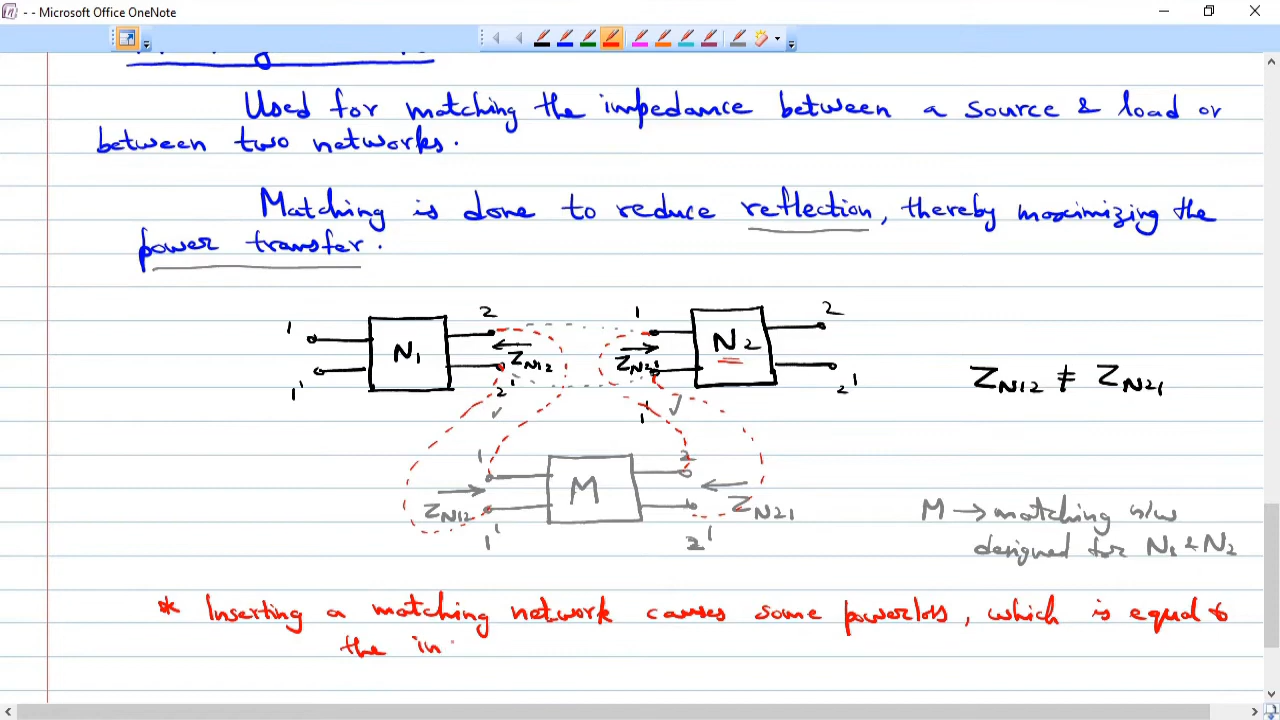 - - Microsoft Office OneNote
Used for matching the impedance between a source & load or
between two networks.
Matching is done to reduce reflection, thereby maximizing the
power transfer.
1 N1 2 1 N2 2
ZN12 ZN21
1' 2' 1' 2'
ZN12 ≠ ZN21
1 M 2
ZN12 ZN21
1' 2'
M → matching n/w
designed for N1 & N2
* Inserting a matching network causes some powerloss, which is equal to
the in